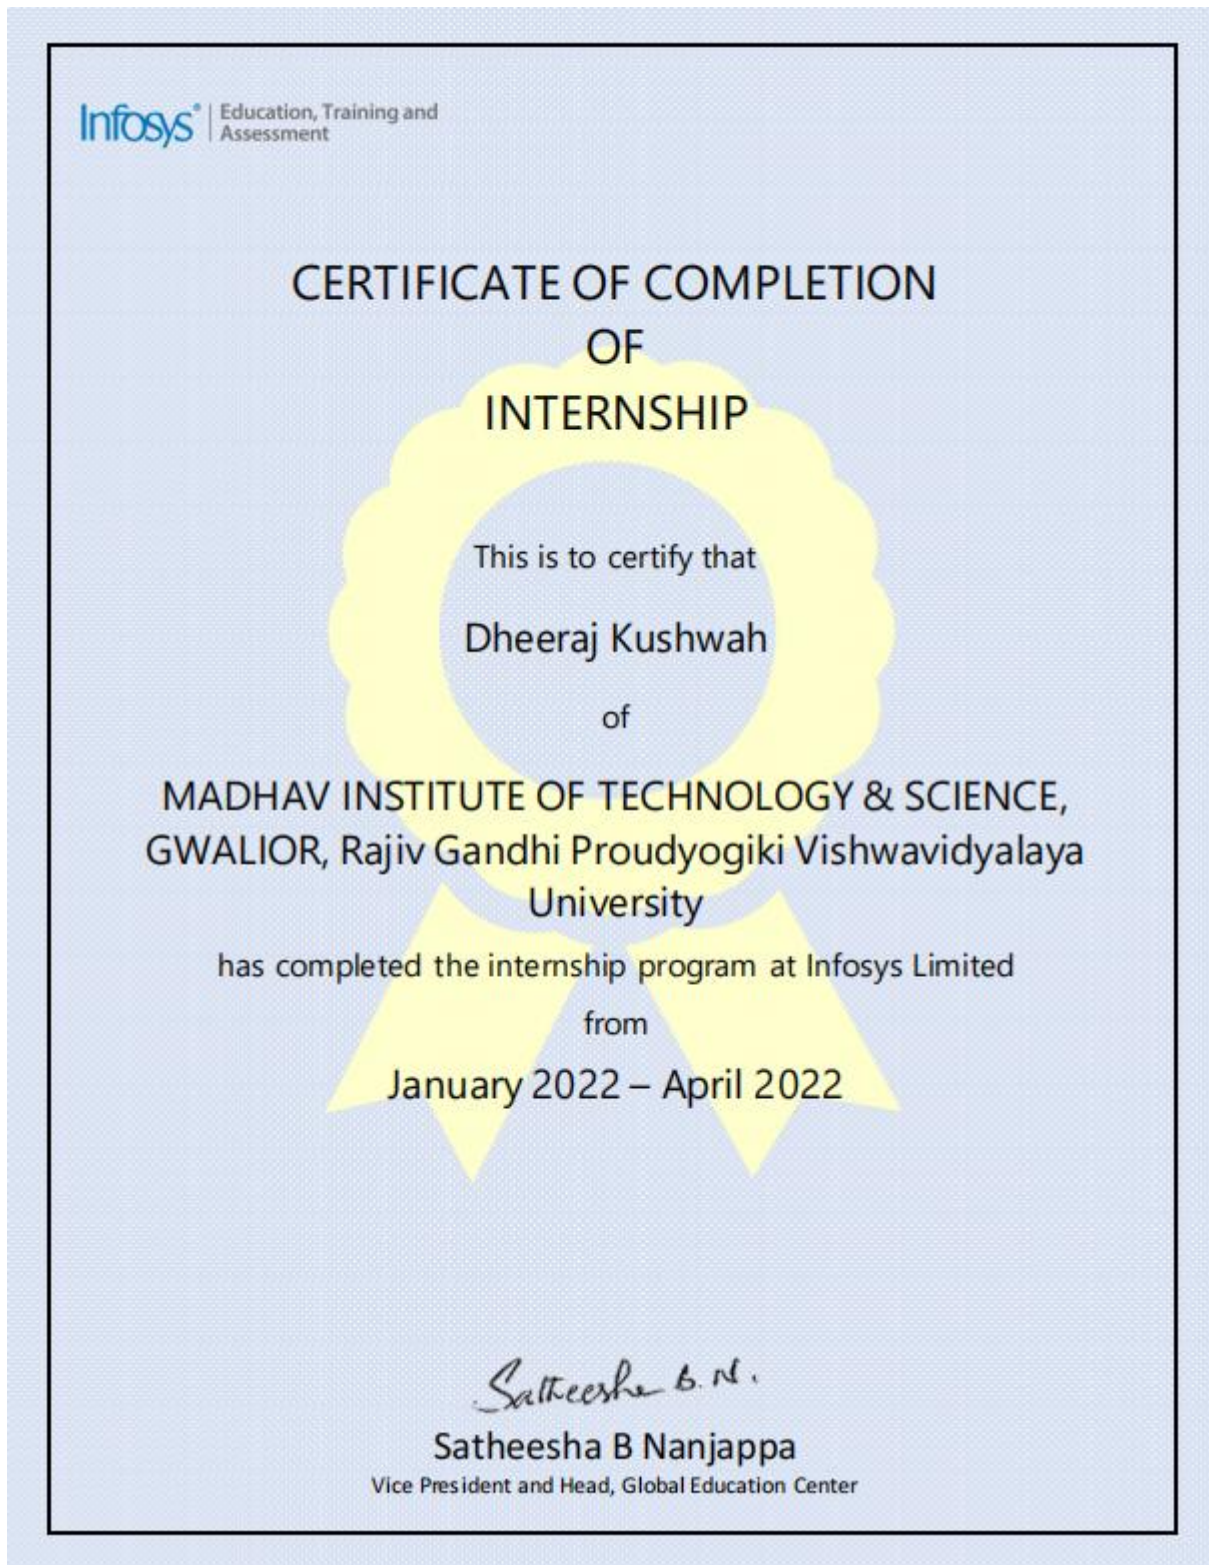 Infosys® | Education, Training and
Assessment
CERTIFICATE OF COMPLETION
OF
INTERNSHIP
This is to certify that
Dheeraj Kushwah
of
MADHAV INSTITUTE OF TECHNOLOGY & SCIENCE,
GWALIOR, Rajiv Gandhi Proudyogiki Vishwavidyalaya
University
has completed the internship program at Infosys Limited
from
January 2022 – April 2022
Satheesha B. N.
Satheesha B Nanjappa
Vice President and Head, Global Education Center